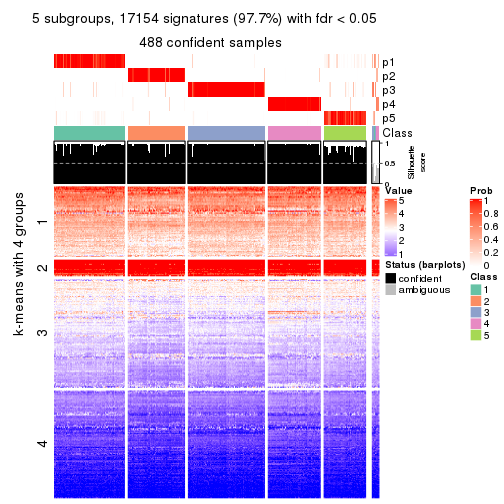 5 subgroups, 17154 signatures (97.7%) with fdr < 0.05
488 confident samples
p1
p2
p3
p4
p5
Class
1
0.5
0
Silhouette
score
k-means with 4 groups
1
2
3
4
Value
5
4
3
2
1
Status (barplots)
confident
ambiguous
Prob
1
0.8
0.6
0.4
0.2
0
Class
1
2
3
4
5